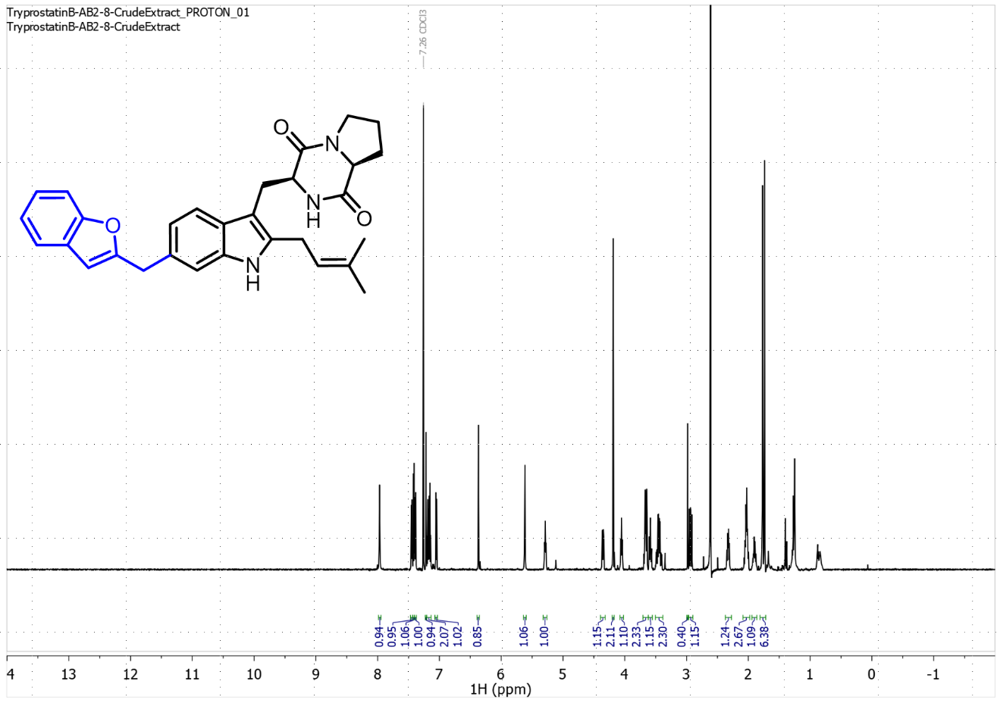 TryprostatinB-AB2-8-CrudeExtract_PROTON_01
TryprostatinB-AB2-8-CrudeExtract
7.26 CDCl3
O
N
O
N
H
O
N
H
0.94
0.95
1.06
1.00
0.94
2.07
1.02
0.85
1.06
1.00
1.15
2.11
1.10
2.33
1.15
2.30
0.40
1.15
1.24
2.67
1.09
6.38
4 13 12 11 10 9 8 7 6 5 4 3 2 1 0 -1
1H (ppm)